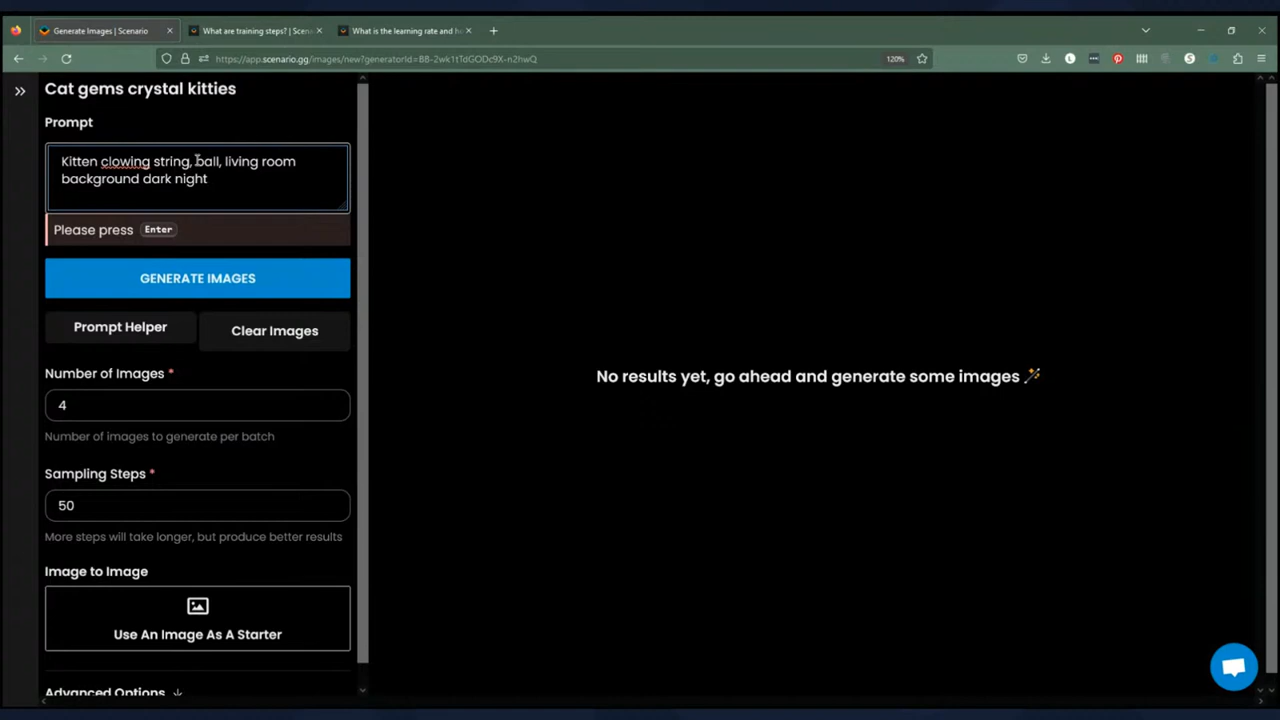 Generate Images | Scenario
What are training steps? | Scen
What is the learning rate and h
https://app.scenario.gg/images/new?generatorId=BB-2wk1tTdGODc9X-n2hwQ
120%
Cat gems crystal kitties
Prompt
Kitten clowing string, ball, living room
background dark night
Please press Enter
GENERATE IMAGES
Prompt Helper
Clear Images
No results yet, go ahead and generate some images
Number of Images *
4
Number of images to generate per batch
Sampling Steps *
50
More steps will take longer, but produce better results
Image to Image
Use An Image As A Starter
Advanced Options